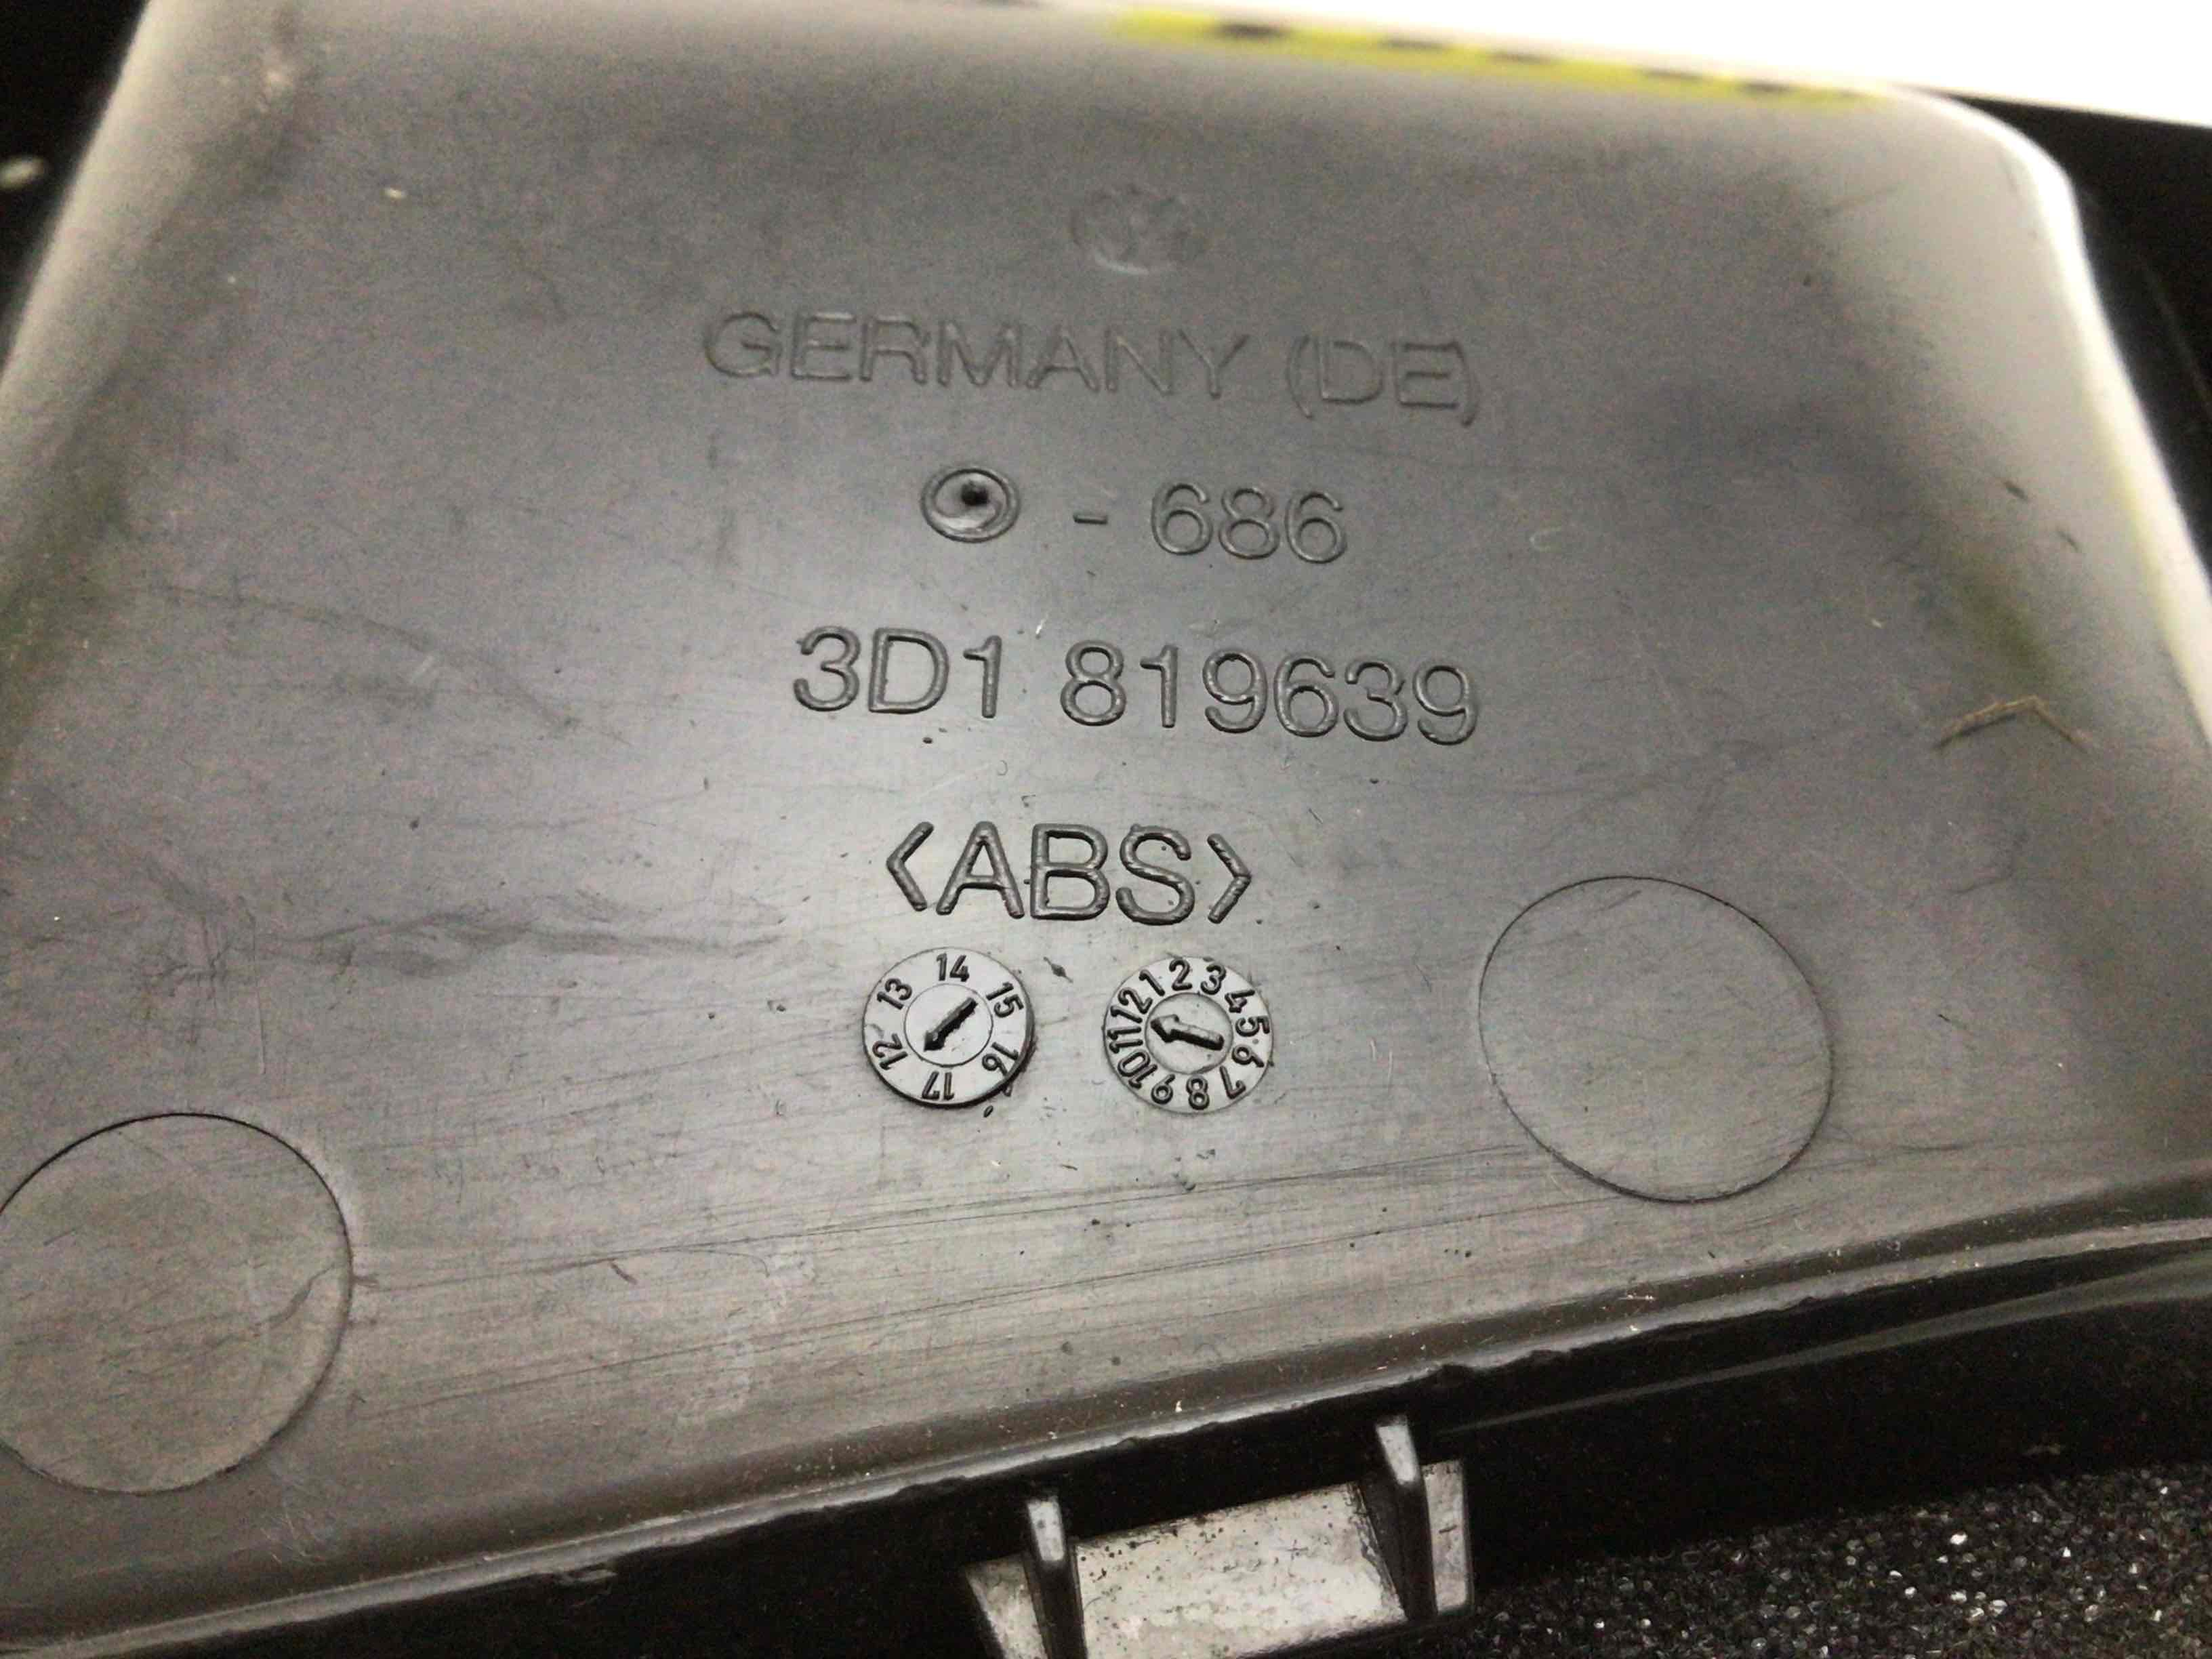 GERMANY (DE)
- 686
3D1 819639
<ABS>
12 13 14 15 16 17
1 2 3 4 5 6 7 8 9 10 11 12